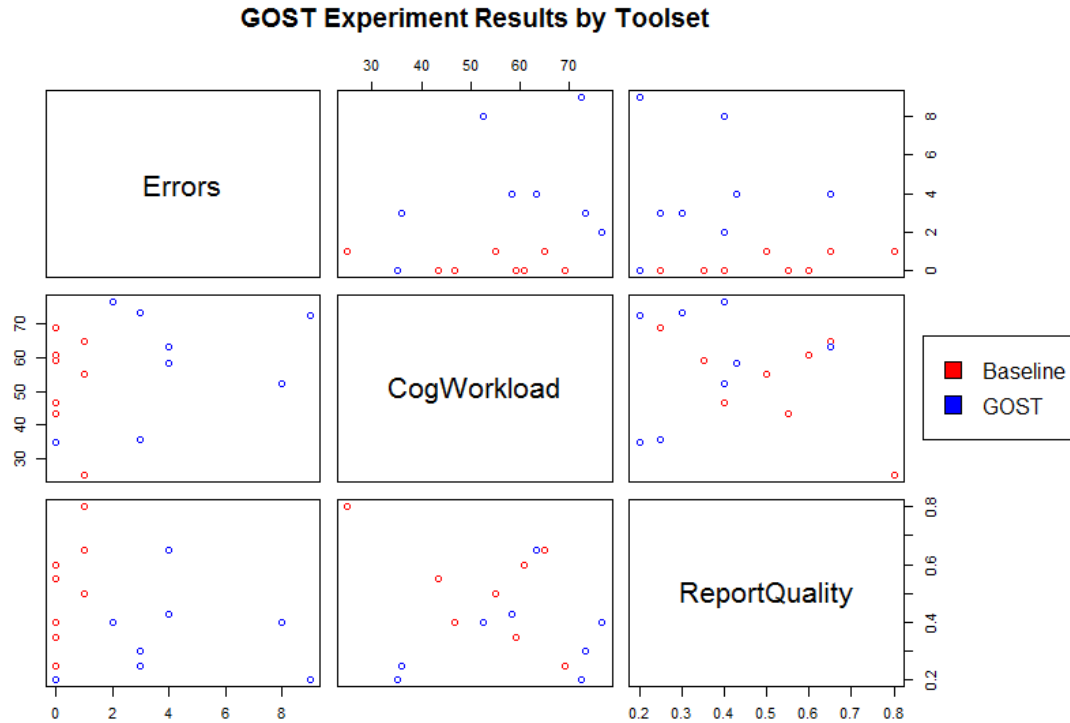 GOST Experiment Results by Toolset
30 40 50 60 70
Errors
0 2 4 6 8
30 40 50 60 70
CogWorkload
Baseline
GOST
ReportQuality
0.2 0.4 0.6 0.8
0 2 4 6 8
0.2 0.3 0.4 0.5 0.6 0.7 0.8